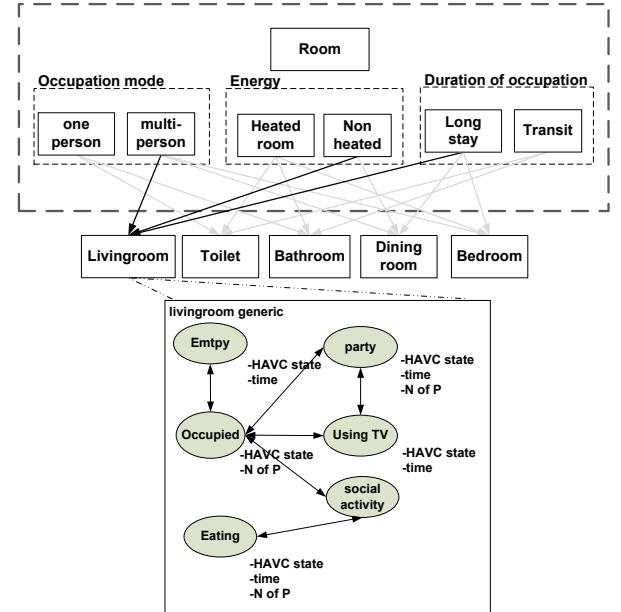 Room
Occupation mode
Energy
Duration of occupation
one
person
multi-
person
Heated
room
Non
heated
Long
stay
Transit
Livingroom
Toilet
Bathroom
Dining
room
Bedroom
livingroom generic
Emtpy
-HAVC state
-time
party
-HAVC state
-time
-N of P
Occupied
-HAVC state
-N of P
Using TV
-HAVC state
-time
social
activity
Eating
-HAVC state
-time
-N of P